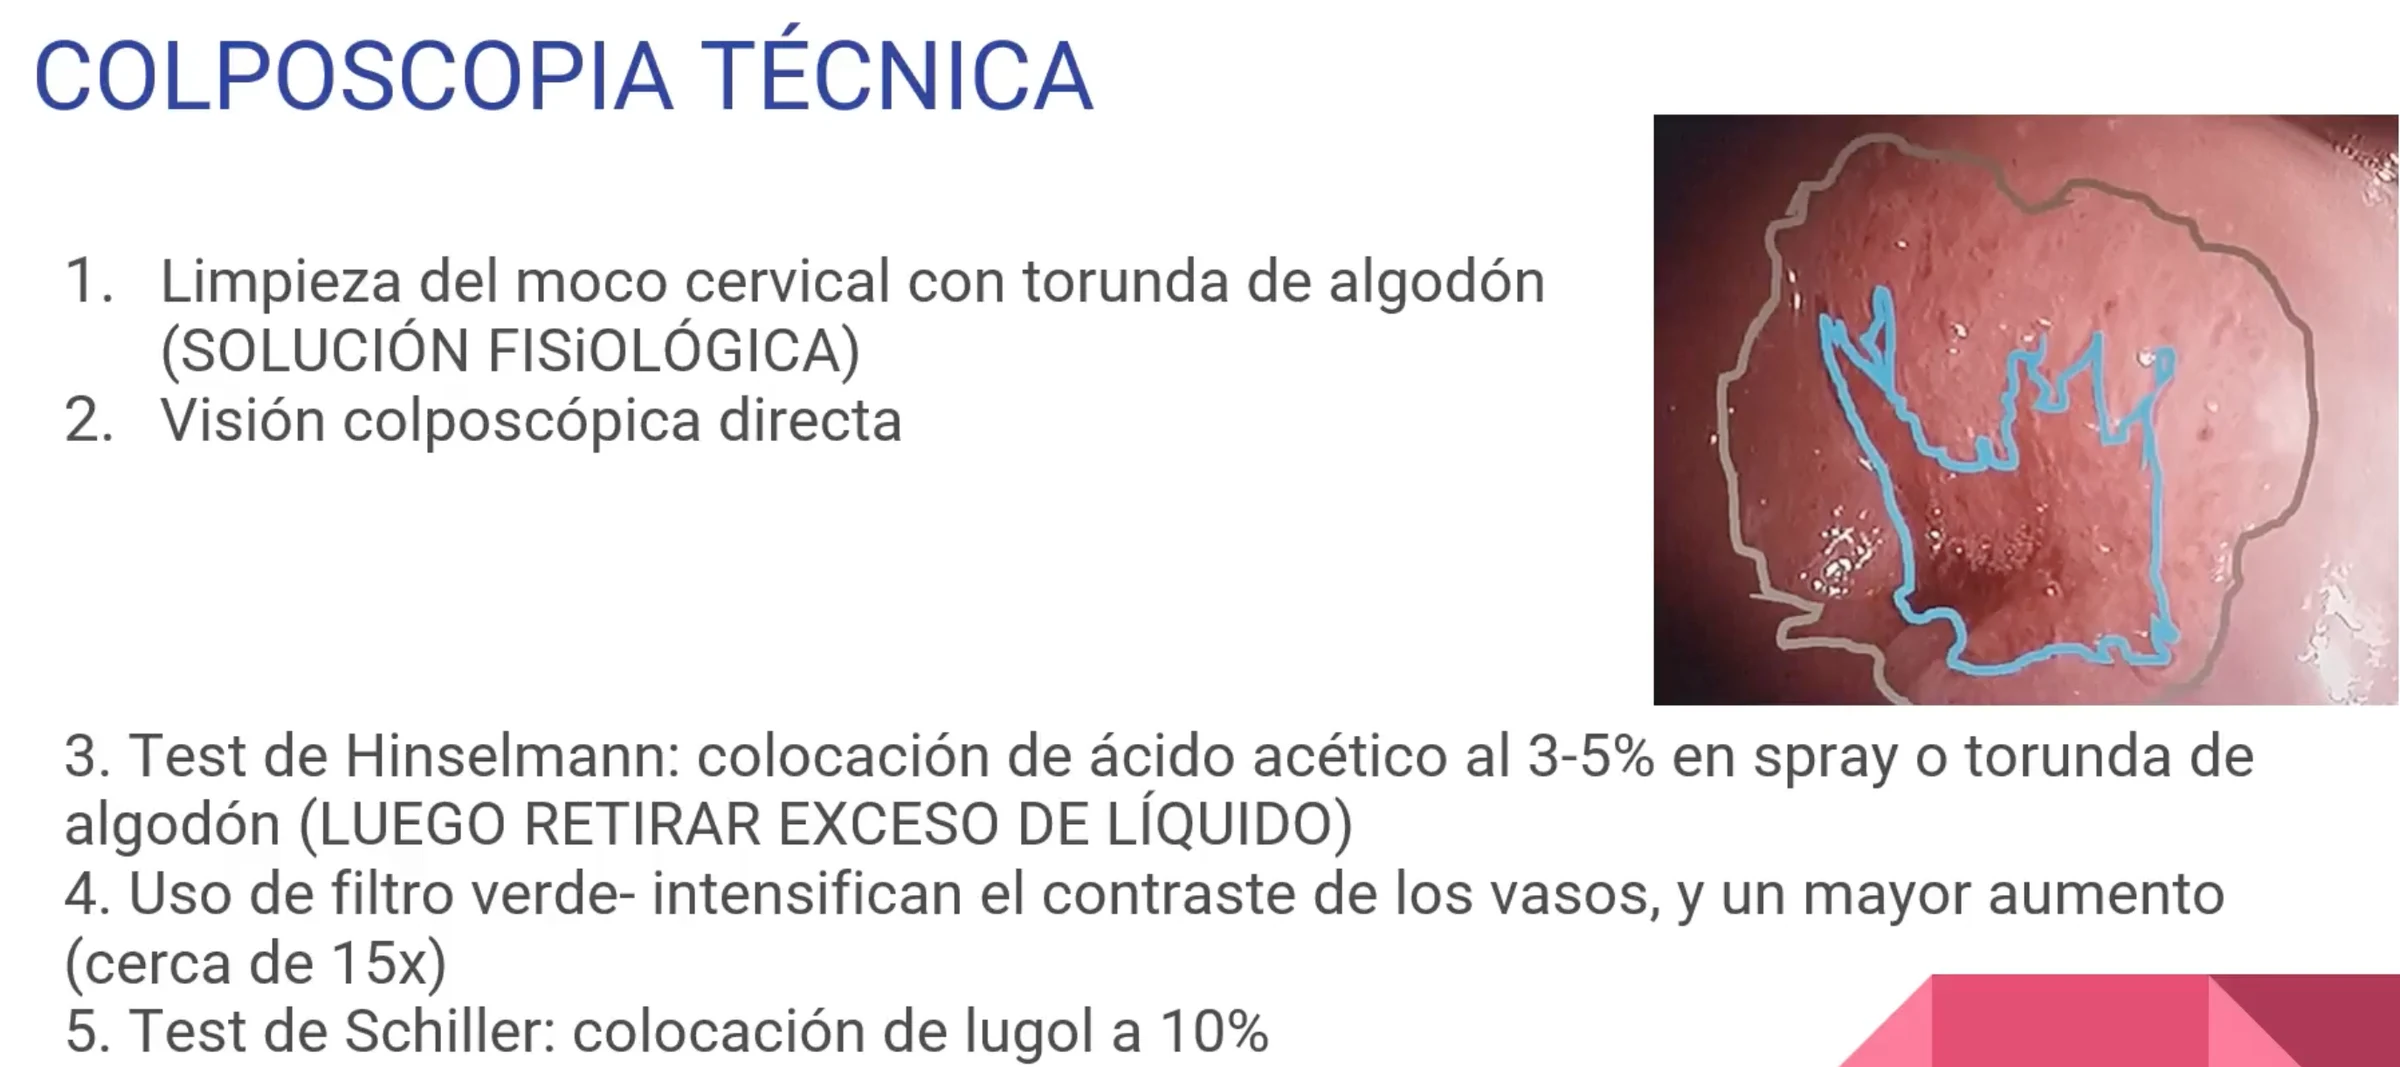 COLPOSCOPIA TÉCNICA
1. Limpieza del moco cervical con torunda de algodón
(SOLUCIÓN FISiOLÓGICA)
2. Visión colposcópica directa
3. Test de Hinselmann: colocación de ácido acético al 3-5% en spray o torunda de
algodón (LUEGO RETIRAR EXCESO DE LÍQUIDO)
4. Uso de filtro verde- intensifican el contraste de los vasos, y un mayor aumento
(cerca de 15x)
5. Test de Schiller: colocación de lugol a 10%